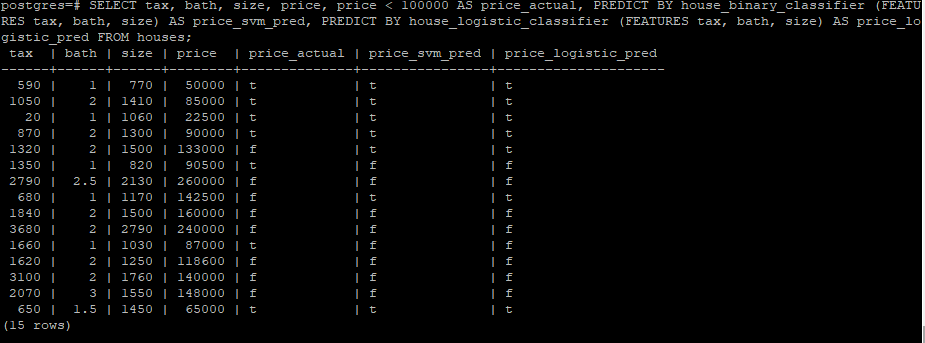 postgres=# SELECT tax, bath, size, price, price < 100000 AS price_actual, PREDICT BY house_binary_classifier (FEATU
RES tax, bath, size) AS price_svm_pred, PREDICT BY house_logistic_classifier (FEATURES tax, bath, size) AS price_lo
gistic_pred FROM houses;
 tax  | bath | size | price  | price_actual | price_svm_pred | price_logistic_pred
------+------+------+--------+--------------+----------------+---------------------
  590 |    1 |  770 |  50000 | t            | t              | t
 1050 |    2 | 1410 |  85000 | t            | t              | t
   20 |    1 | 1060 |  22500 | t            | t              | t
  870 |    2 | 1300 |  90000 | t            | t              | t
 1320 |    2 | 1500 | 133000 | f            | t              | t
 1350 |    1 |  820 |  90500 | t            | f              | f
 2790 |  2.5 | 2130 | 260000 | f            | f              | f
  680 |    1 | 1170 | 142500 | f            | t              | t
 1840 |    2 | 1500 | 160000 | f            | f              | f
 3680 |    2 | 2790 | 240000 | f            | f              | f
 1660 |    1 | 1030 |  87000 | t            | f              | f
 1620 |    2 | 1250 | 118600 | f            | f              | f
 3100 |    2 | 1760 | 140000 | f            | f              | f
 2070 |    3 | 1550 | 148000 | f            | f              | f
  650 |  1.5 | 1450 |  65000 | t            | t              | t
(15 rows)